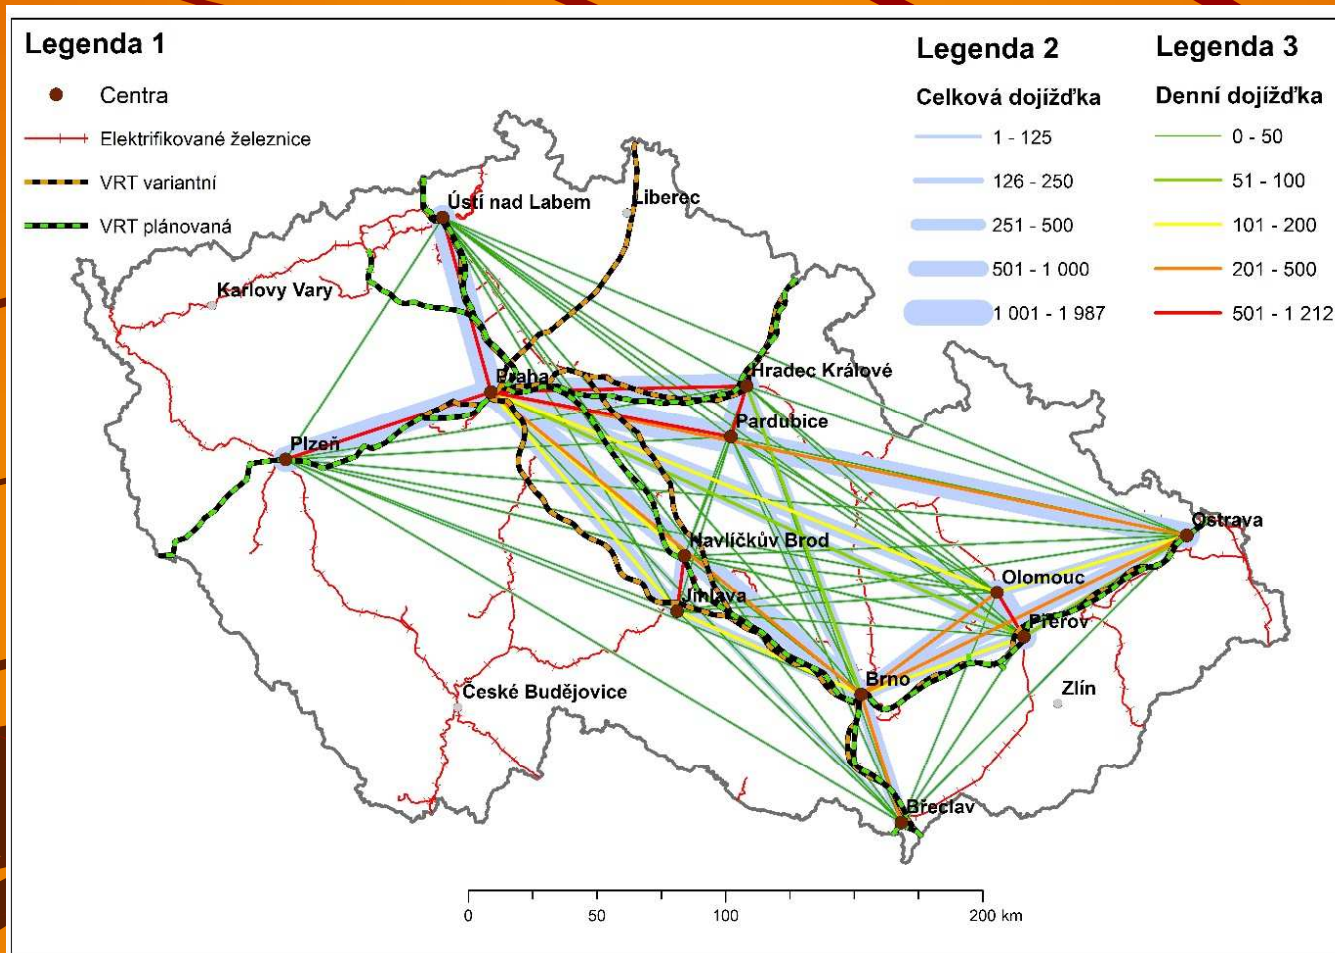 Legenda 1
Centra
Elektrifikované železnice
VRT variantní
VRT plánovaná
Legenda 2
Celková dojížďka
1 - 125
126 - 250
251 - 500
501 - 1 000
1 001 - 1 987
Legenda 3
Denní dojížďka
0 - 50
51 - 100
101 - 200
201 - 500
501 - 1 212
Ústí nad Labem
Liberec
Karlovy Vary
Praha
Hradec Králové
Pardubice
Plzeň
Ostrava
Havlíčkův Brod
Olomouc
Jihlava
Přerov
Brno
České Budějovice
Zlín
Břeclav
0 50 100 200 km